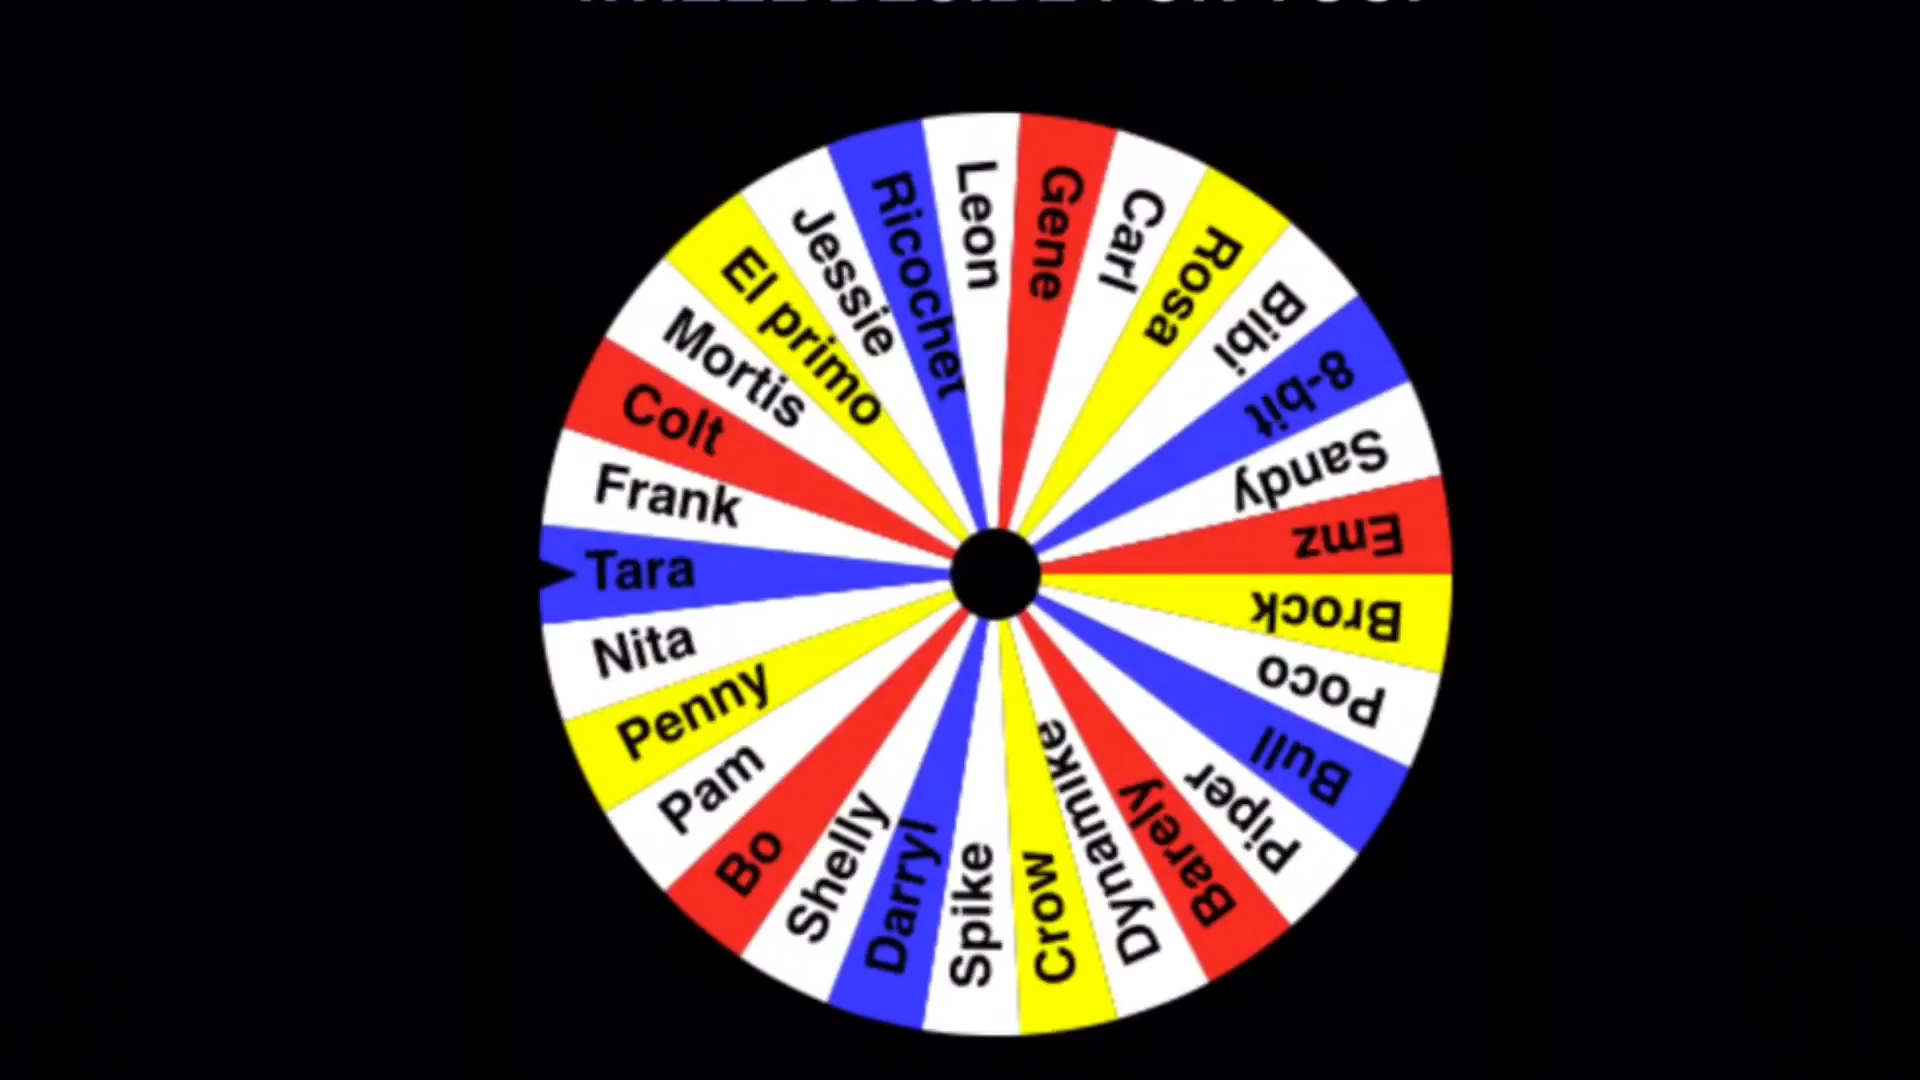 Leon
Gene
Carl
Rosa
Bibi
8-bit
Sandy
Emz
Brock
Poco
Bull
Piper
Barely
Dynamike
Crow
Spike
Darryl
Shelly
Bo
Pam
Penny
Nita
Tara
Frank
Colt
Mortis
El primo
Jessie
Ricochet